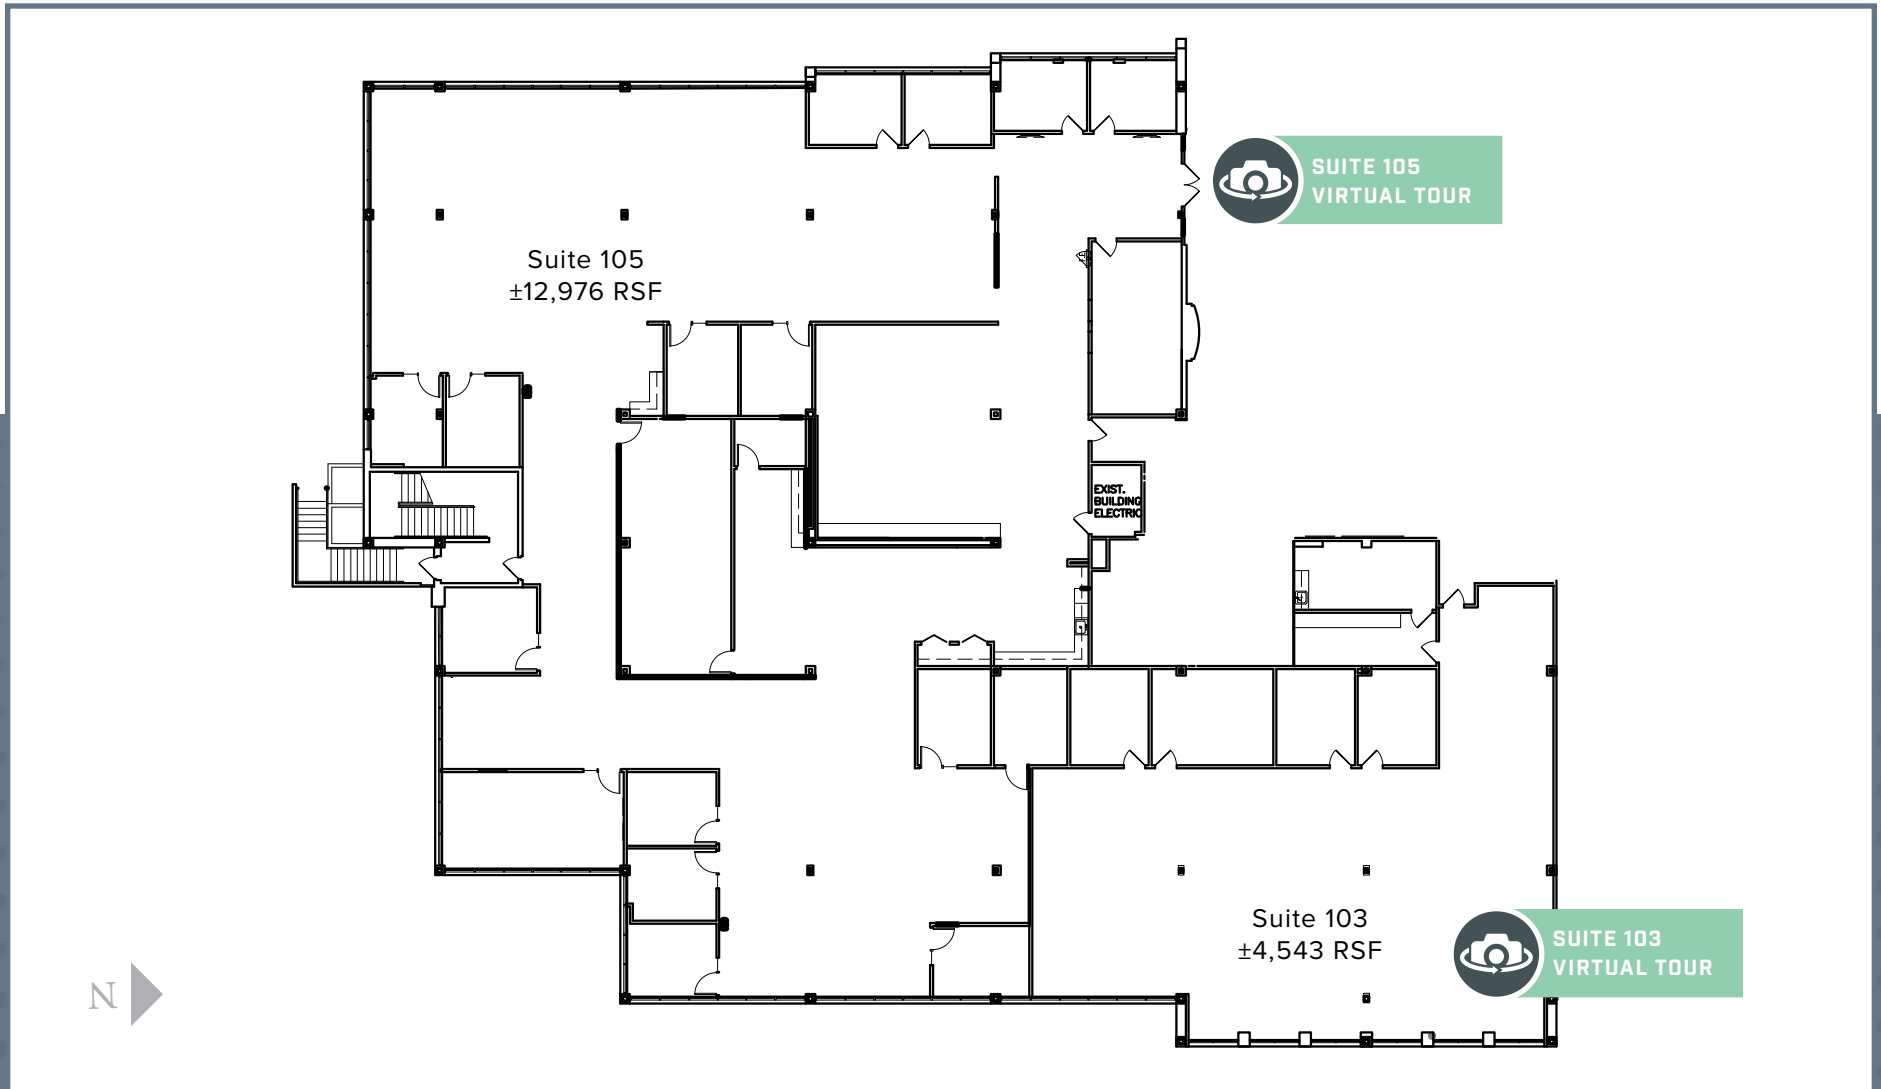 SUITE 105
VIRTUAL TOUR
Suite 105
±12,976 RSF
EXIST.
BUILDING
ELECTRIC
Suite 103
±4,543 RSF
SUITE 103
VIRTUAL TOUR
N